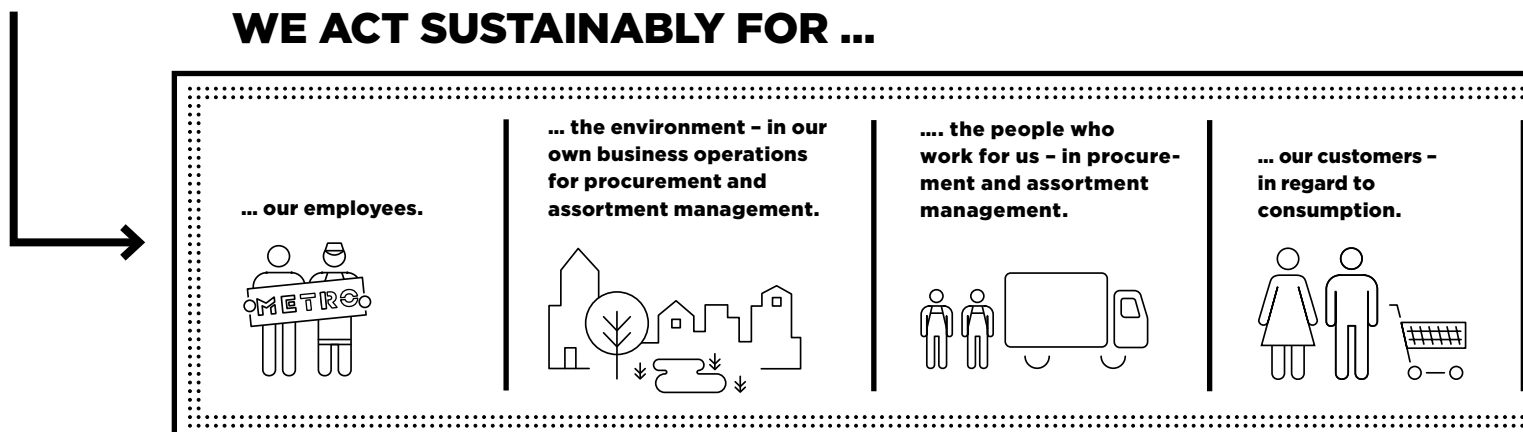 WE ACT SUSTAINABLY FOR ...
... our employees.
METRO
... the environment – in our
own business operations
for procurement and
assortment management.
.... the people who
work for us – in procure-
ment and assortment
management.
... our customers –
in regard to
consumption.